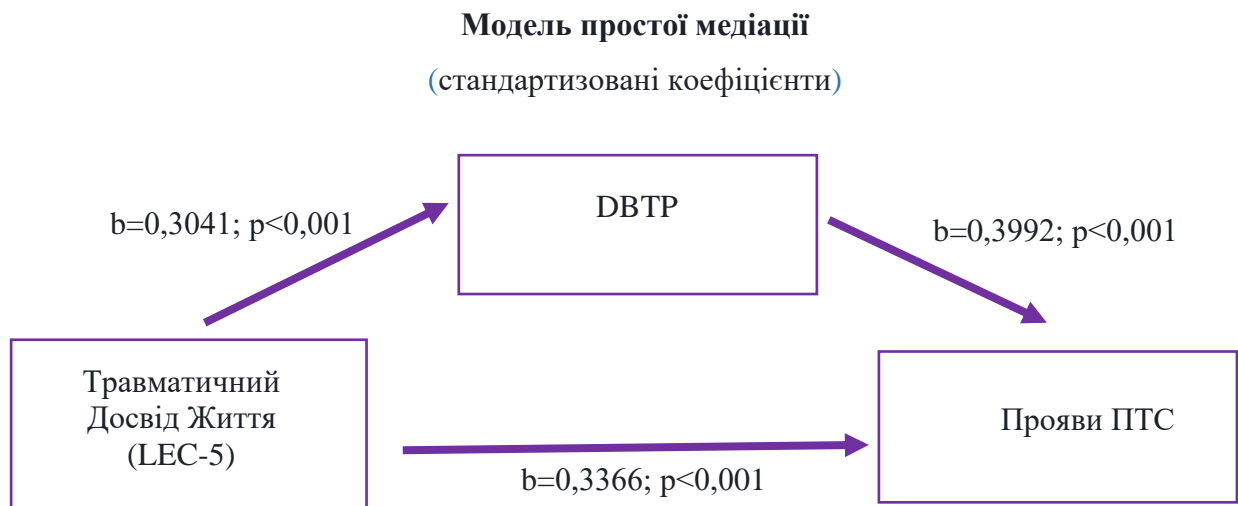 Модель простої медіації
(стандартизовані коефіцієнти)
DBTP
b=0,3041; p<0,001
b=0,3992; p<0,001
Травматичний
Досвід Життя
(LEC-5)
Прояви ПТС
b=0,3366; p<0,001